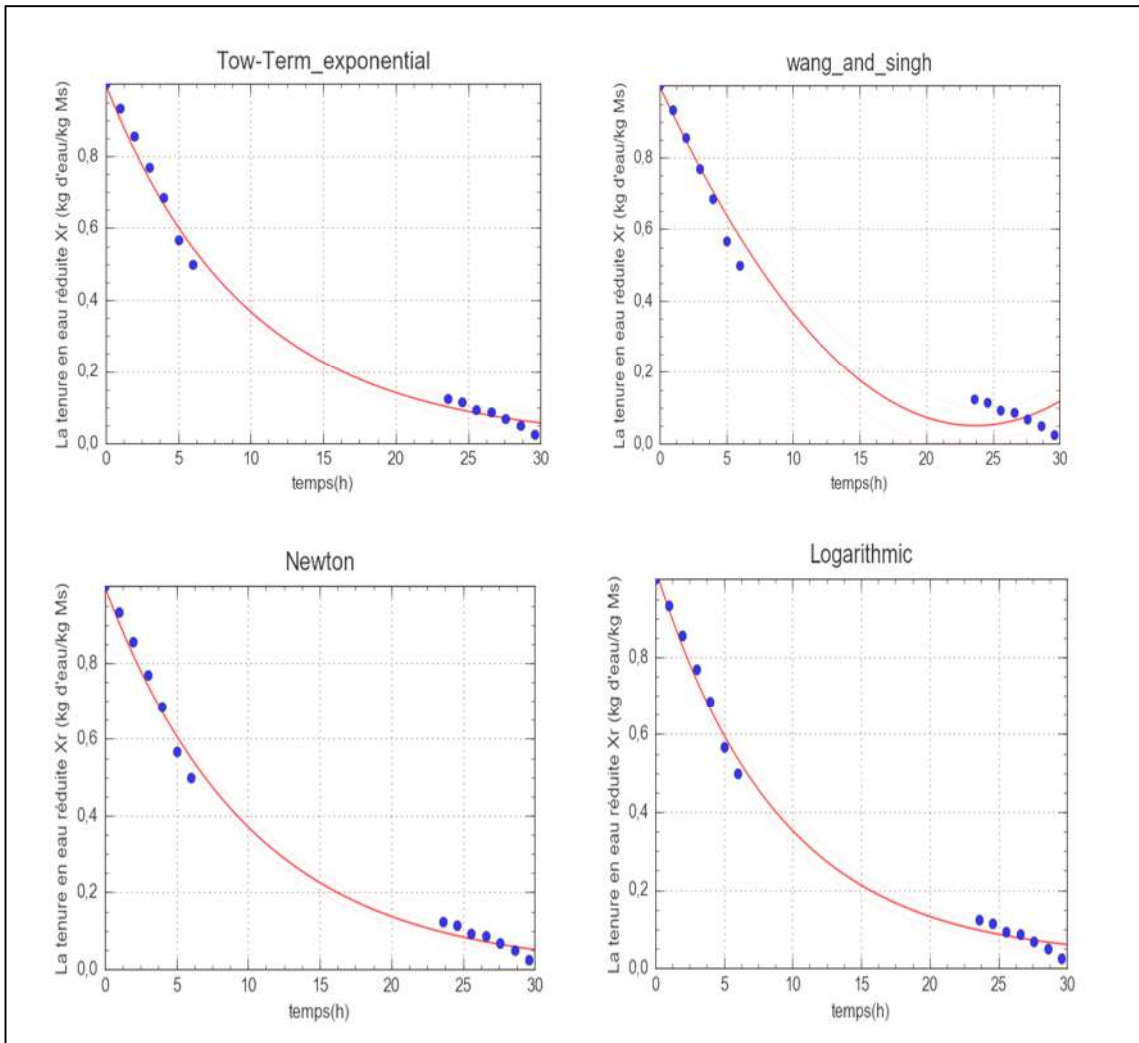 Tow-Term_exponential
La tenure en eau réduite Xr (kg d'eau/kg Ms)
0,8
0,6
0,4
0,2
0,0
0 5 10 15 20 25 30
temps(h)
wang_and_singh
La tenure en eau réduite Xr (kg d'eau/kg Ms)
0,8
0,6
0,4
0,2
0,0
0 5 10 15 20 25 30
temps(h)
Newton
La tenure en eau réduite Xr (kg d'eau/kg Ms)
0,8
0,6
0,4
0,2
0,0
0 5 10 15 20 25 30
temps(h)
Logarithmic
La tenure en eau réduite Xr (kg d'eau/kg Ms)
0,8
0,6
0,4
0,2
0,0
0 5 10 15 20 25 30
temps(h)